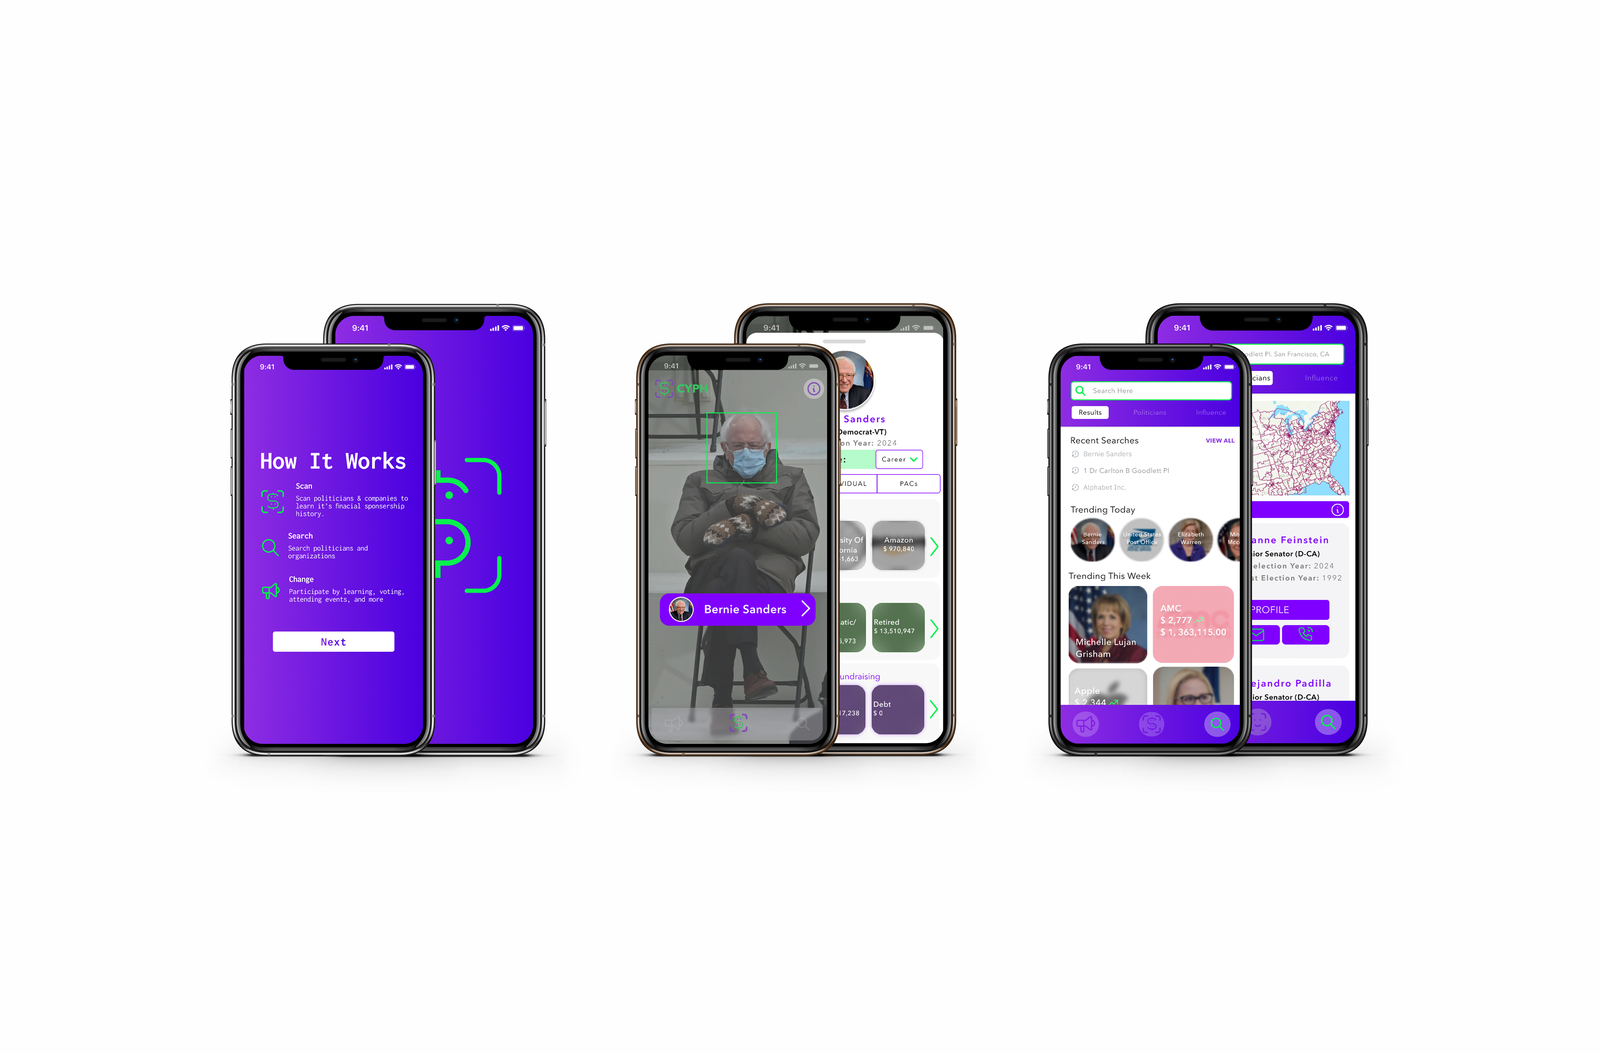 9:41
9:41
How It Works
Scan
Scan politicians & companies to
learn it's finacial sponsership
history.
Search
Search politicians and
organizations
Change
Participate by learning, voting,
attending events, and more
Next
9:41
9:41
CYPH
Bernie Sanders
Sanders
Democrat-VT)
on Year: 2024
e:
Career
VIDUAL
PACs
sity Of
ornia
1,663
Amazon
$ 970,840
atic/
5,973
Retired
$ 13,510,947
undraising
17,238
Debt
$ 0
9:41
9:41
Search Here
Results
Politicians
Influence
Recent Searches
VIEW ALL
Bernie Sanders
1 Dr Carlton B Goodlett Pl
Alphabet Inc.
Trending Today
Bernie
Sanders
United States
Post Office
Elizabeth
Warren
Mit
Mcco
Trending This Week
Michelle Lujan
Grisham
AMC
$ 2,777
$ 1, 363,115.00
Apple
$ 2,344
odlett Pl. San Francisco, CA
cians
Influence
anne Feinstein
ior Senator (D-CA)
election Year: 2024
st Election Year: 1992
PROFILE
ejandro Padilla
ior Senator (D-CA)